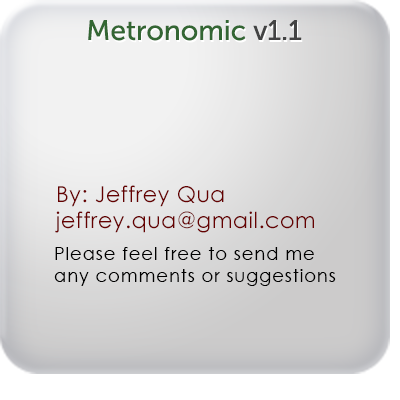 Metronomic v1.1
By: Jeffrey Qua
jeffrey.qua@gmail.com
Please feel free to send me
any comments or suggestions